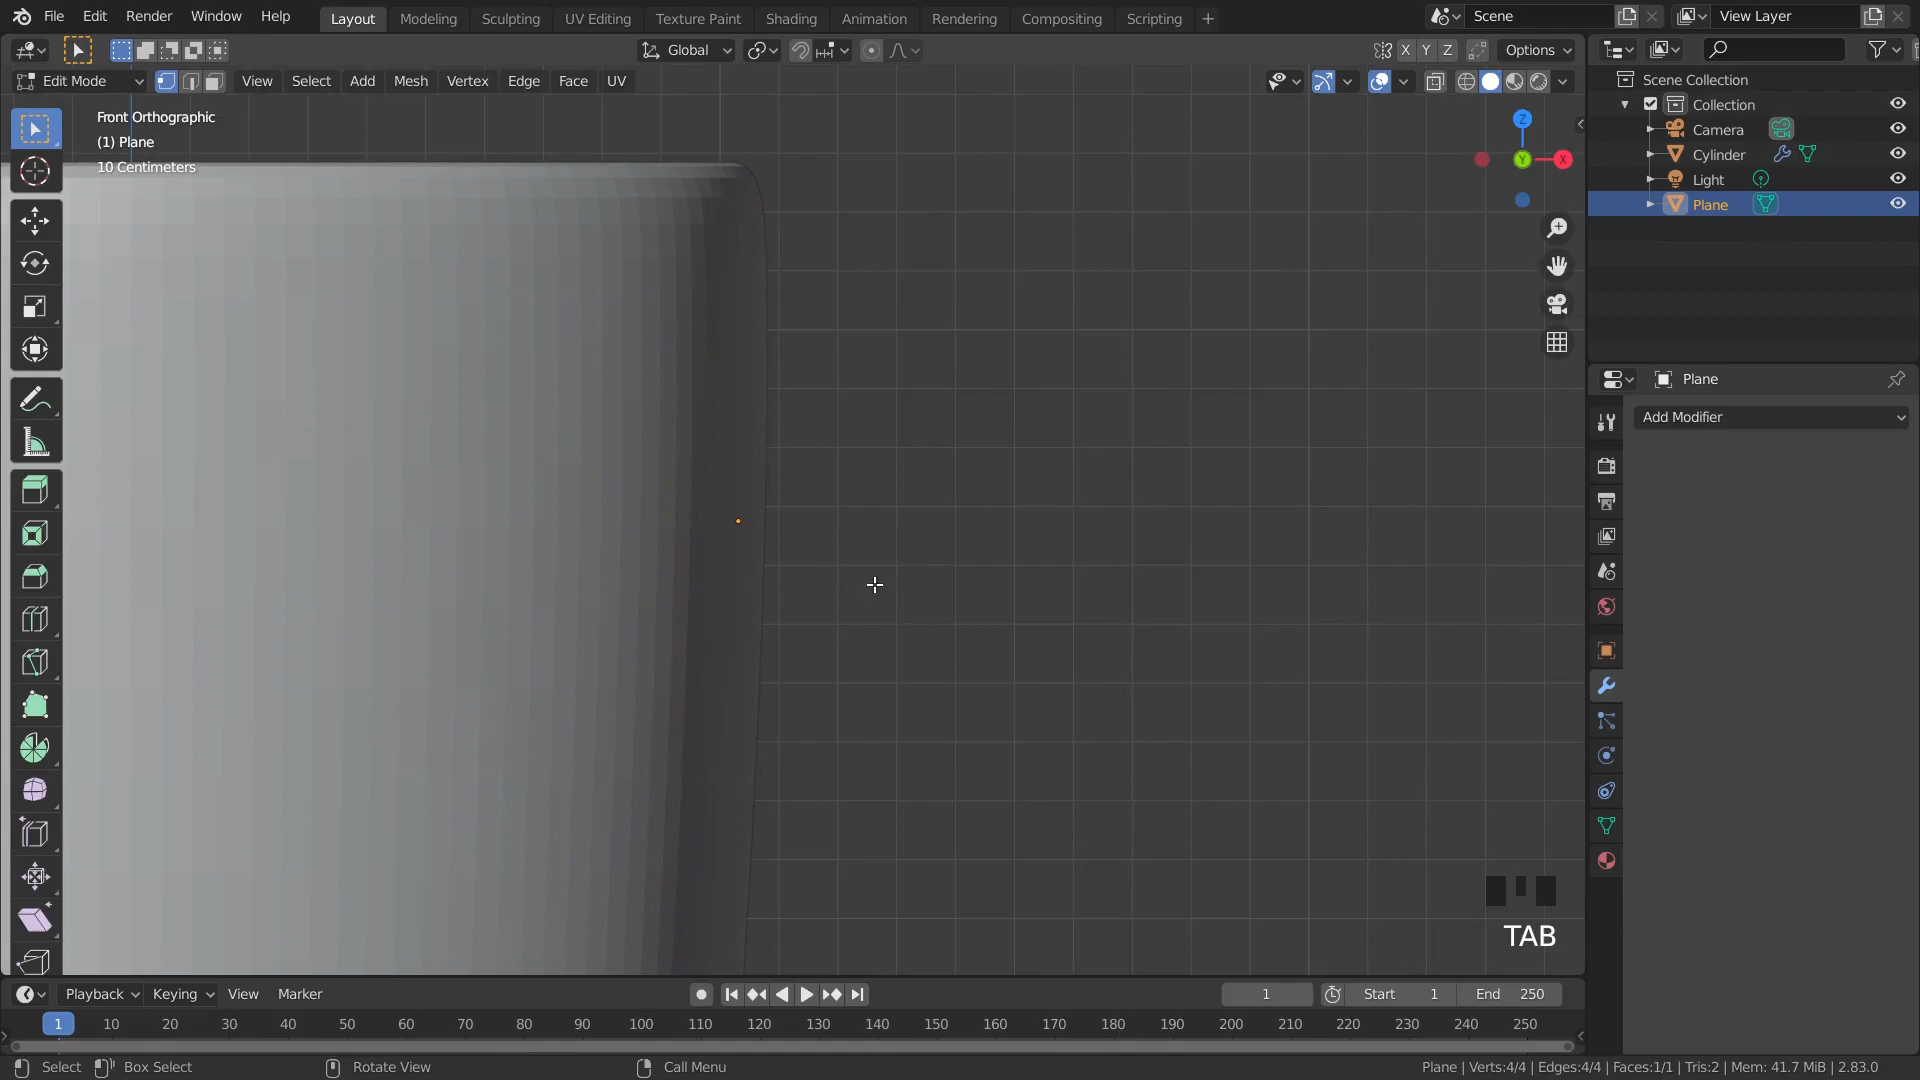 File Edit Render Window Help Layout Modeling Sculpting UV Editing Texture Paint Shading Animation Rendering Compositing Scripting + Scene View Layer
Global X Y Z Options
Edit Mode View Select Add Mesh Vertex Edge Face UV
Front Orthographic
(1) Plane
10 Centimeters
Z
Y
X
Scene Collection
Collection
Camera
Cylinder
Light
Plane
Plane
Add Modifier
TAB
Playback Keying View Marker 1 Start 1 End 250
1 10 20 30 40 50 60 70 80 90 100 110 120 130 140 150 160 170 180 190 200 210 220 230 240 250
Select Box Select Rotate View Call Menu Plane | Verts:4/4 | Edges:4/4 | Faces:1/1 | Tris:2 | Mem: 41.7 MiB | 2.83.0